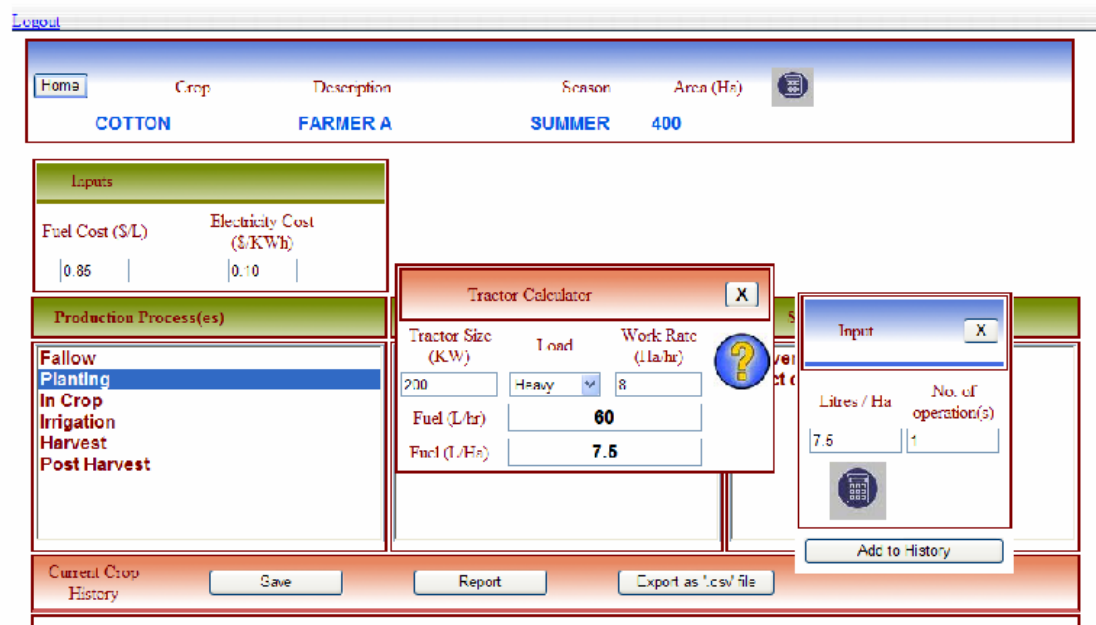 Logout
Home Crop Description Season Area (Ha)
COTTON FARMER A SUMMER 400
Inputs
Fuel Cost ($/L) Electricity Cost ($/KWh)
0.85 0.10
Production Process(es)
Fallow
Planting
In Crop
Irrigation
Harvest
Post Harvest
Tractor Calculator X
Tractor Size (KW) Load Work Rate (Ha/hr)
200 Heavy 8
Fuel (L/hr) 60
Fuel (L/Ha) 7.5
Input X
Litres / Ha No. of operation(s)
7.5 1
Add to History
Current Crop History Save Report Export as '.csv' file